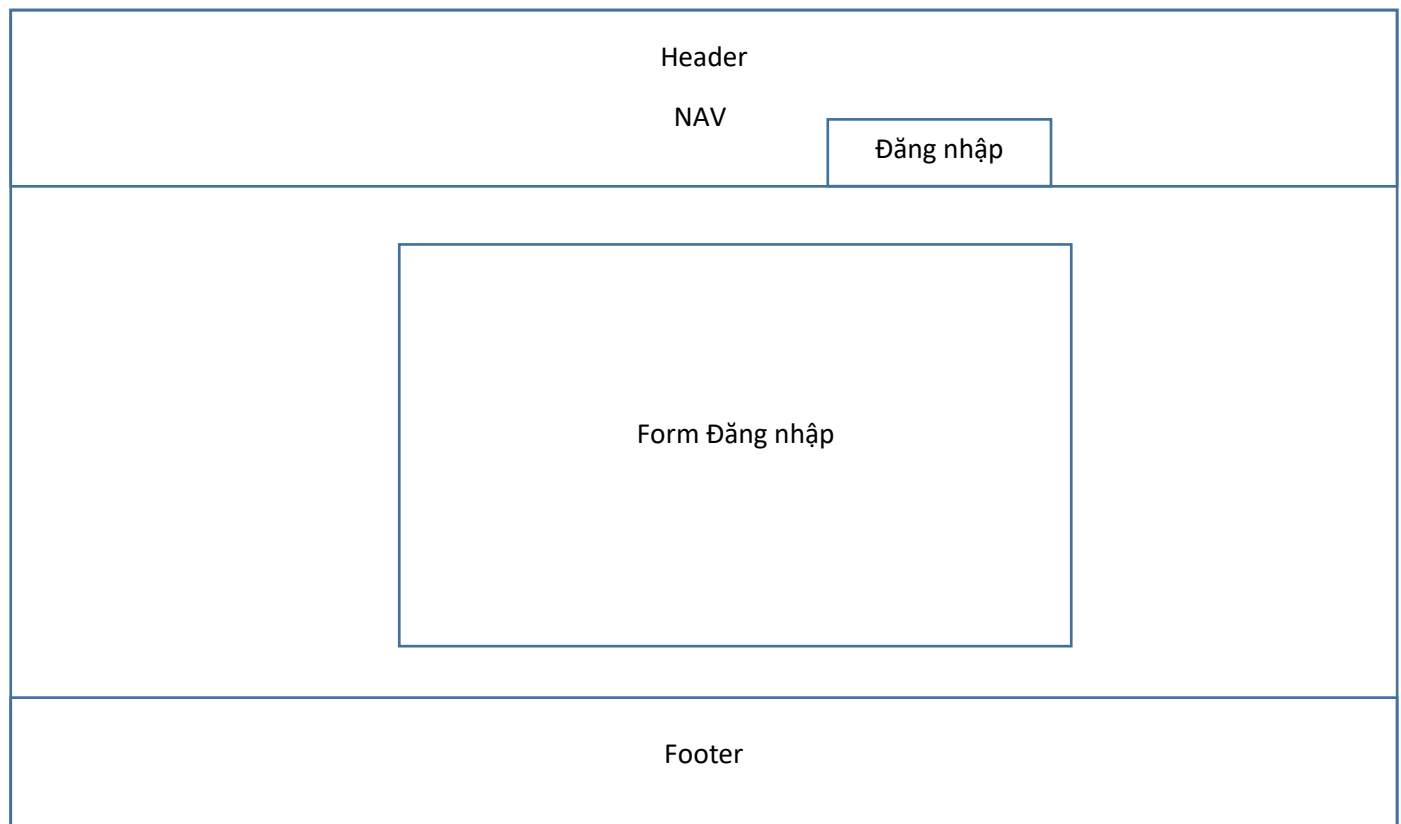 Header
NAV
Đăng nhập
Form Đăng nhập
Footer